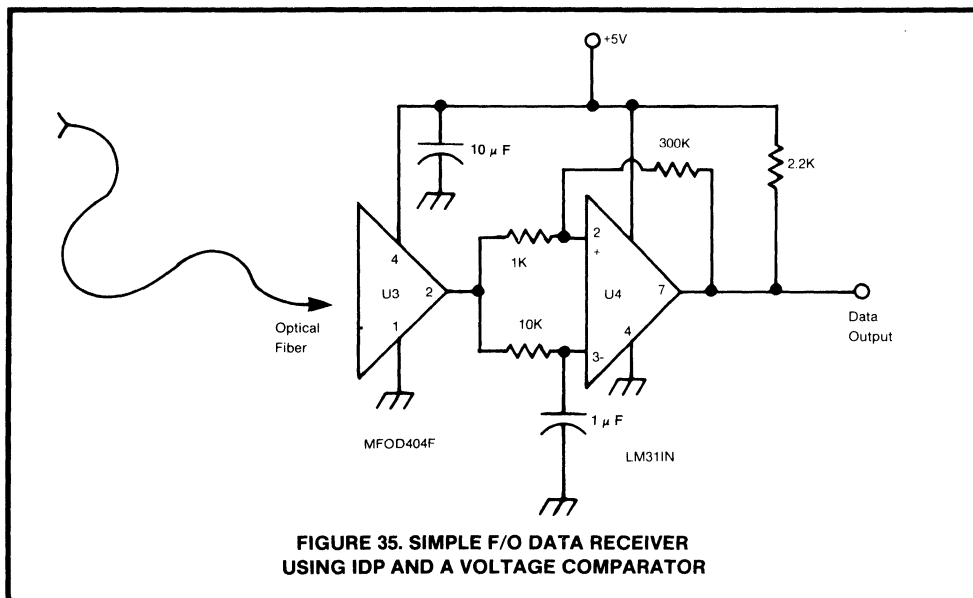 +5V
10 μ F
300K
2.2K
4
U3
2
1
1K
10K
2
+
U4
7
4
3-
1 μ F
Optical
Fiber
Data
Output
MFOD404F
LM31IN
FIGURE 35. SIMPLE F/O DATA RECEIVER
USING IDP AND A VOLTAGE COMPARATOR